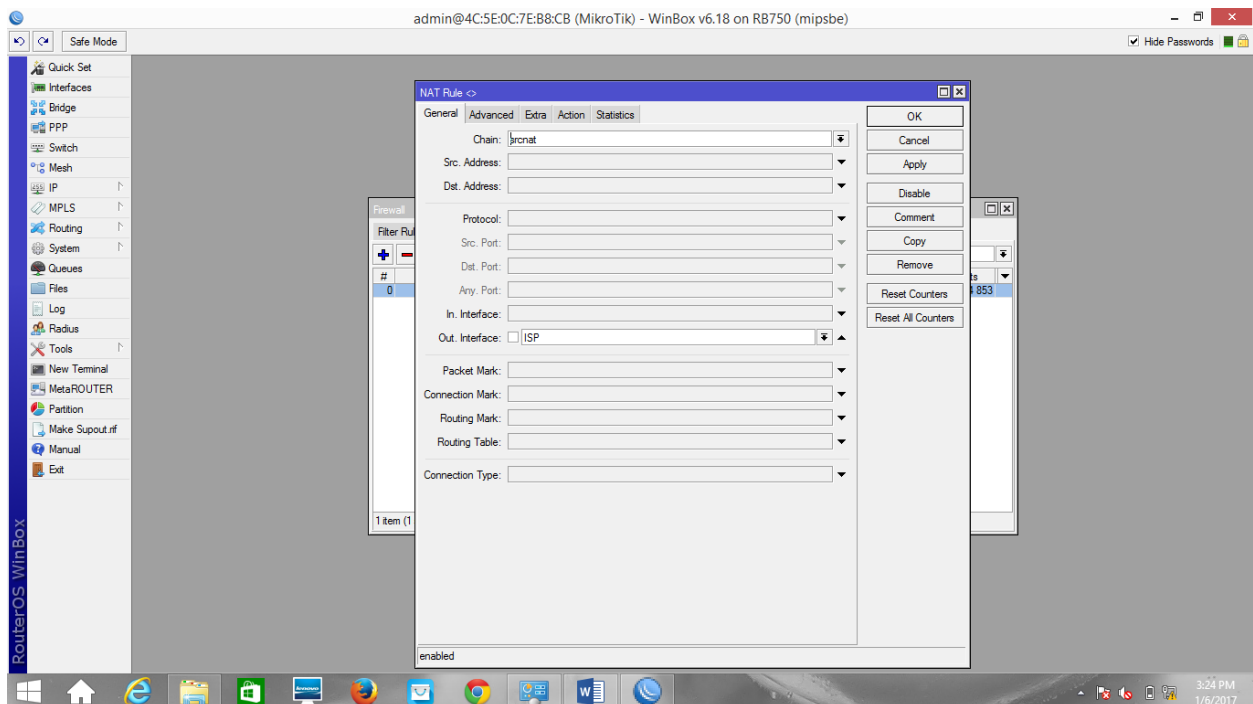 admin@4C:5E:0C:7E:B8:CB (MikroTik) - WinBox v6.18 on RB750 (mipsbe)
Safe Mode
Hide Passwords
Quick Set
Interfaces
Bridge
PPP
Switch
Mesh
IP
MPLS
Routing
System
Queues
Files
Log
Radius
Tools
New Terminal
MetaROUTER
Partition
Make Supout.rif
Manual
Exit
RouterOS WinBox
Firewall
Filter Rul
#
0
ts
853
1 item (1
NAT Rule <>
General Advanced Extra Action Statistics
Chain: srcnat
Src. Address:
Dst. Address:
Protocol:
Src. Port:
Dst. Port:
Any. Port:
In. Interface:
Out. Interface: ISP
Packet Mark:
Connection Mark:
Routing Mark:
Routing Table:
Connection Type:
enabled
OK
Cancel
Apply
Disable
Comment
Copy
Remove
Reset Counters
Reset All Counters
lenovo
3:24 PM
1/6/2017